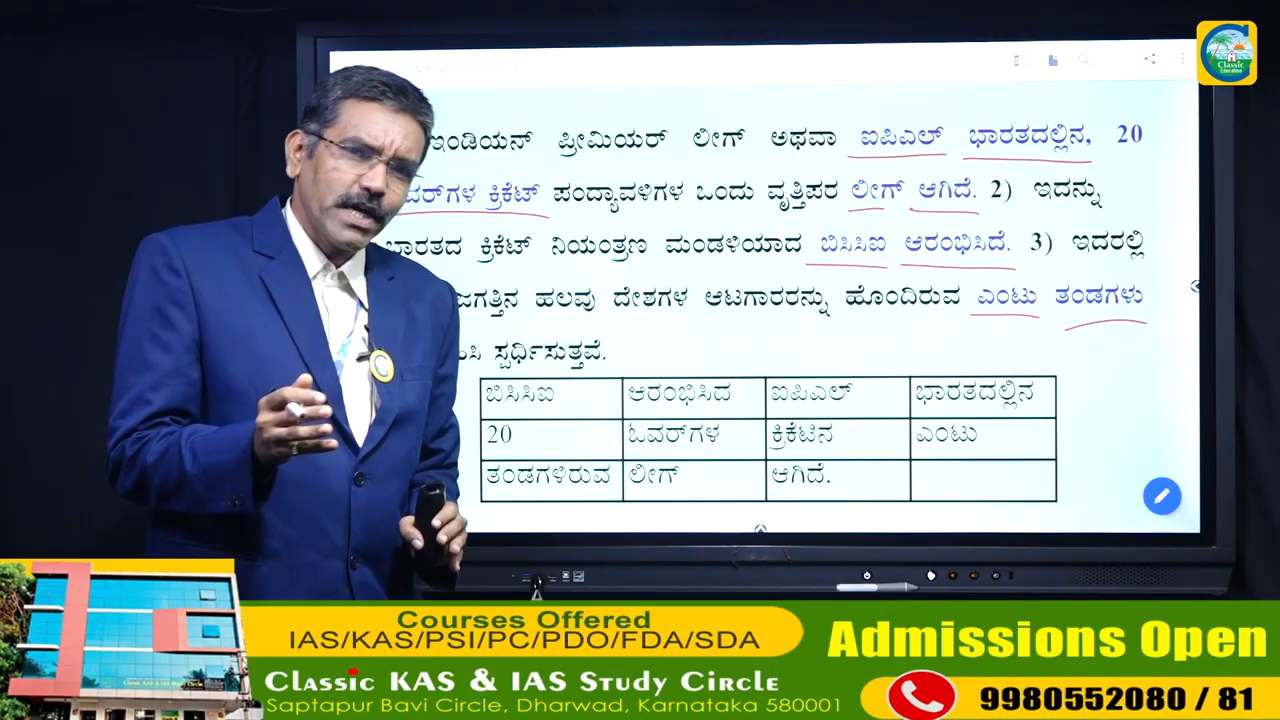 Classic
Education
ಇಂಡಿಯನ್ ಪ್ರೀಮಿಯರ್ ಲೀಗ್ ಅಥವಾ ಐಪಿಎಲ್ ಭಾರತದಲ್ಲಿನ, 20
ಕ್ರಿಕೆಟ್ ಪಂದ್ಯಾವಳಿಗಳ ಒಂದು ವೃತ್ತಿಪರ ಲೀಗ್ ಆಗಿದೆ. 2) ಇದನ್ನು
ಭಾರತದ ಕ್ರಿಕೆಟ್ ನಿಯಂತ್ರಣ ಮಂಡಳಿಯಾದ ಬಿಸಿಸಿಐ ಆರಂಭಿಸಿದೆ. 3) ಇದರಲ್ಲಿ
ಜಗತ್ತಿನ ಹಲವು ದೇಶಗಳ ಆಟಗಾರರನ್ನು ಹೊಂದಿರುವ ಎಂಟು ತಂಡಗಳು
ಸ್ಪರ್ಧಿಸುತ್ತವೆ.
ಬಿಸಿಸಿಐ ಆರಂಭಿಸಿದ ಐಪಿಎಲ್ ಭಾರತದಲ್ಲಿನ
20 ಓವರ್‌ಗಳ ಕ್ರಿಕೆಟಿನ ಎಂಟು
ತಂಡಗಳಿರುವ ಲೀಗ್ ಆಗಿದೆ.
Courses Offered
IAS/KAS/PSI/PC/PDO/FDA/SDA
Admissions Open
Classic KAS & IAS Study Circle
Saptapur Bavi Circle, Dharwad, Karnataka 580001
9980552080 / 81